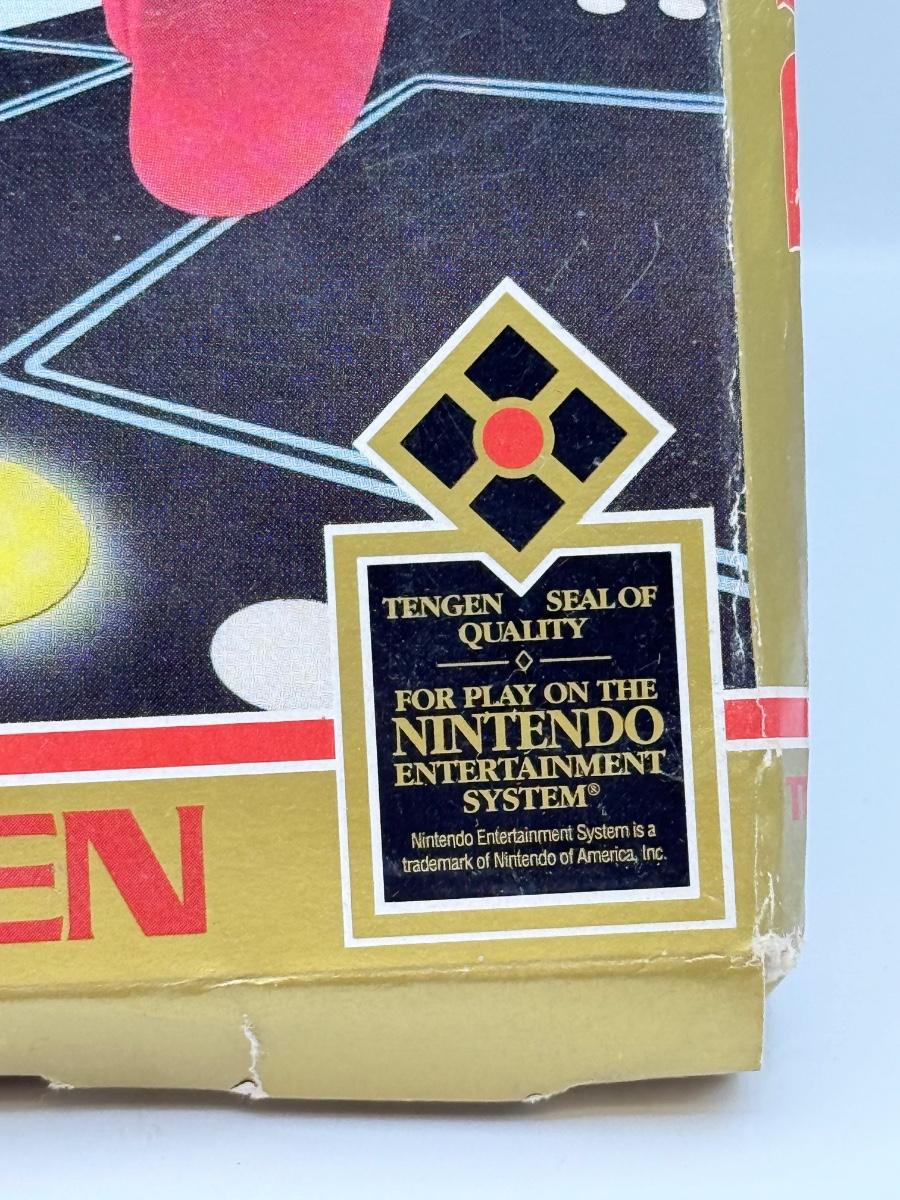 TENGEN SEAL OF
QUALITY
FOR PLAY ON THE
NINTENDO
ENTERTAINMENT
SYSTEM®
Nintendo Entertainment System is a
trademark of Nintendo of America, Inc.
EN